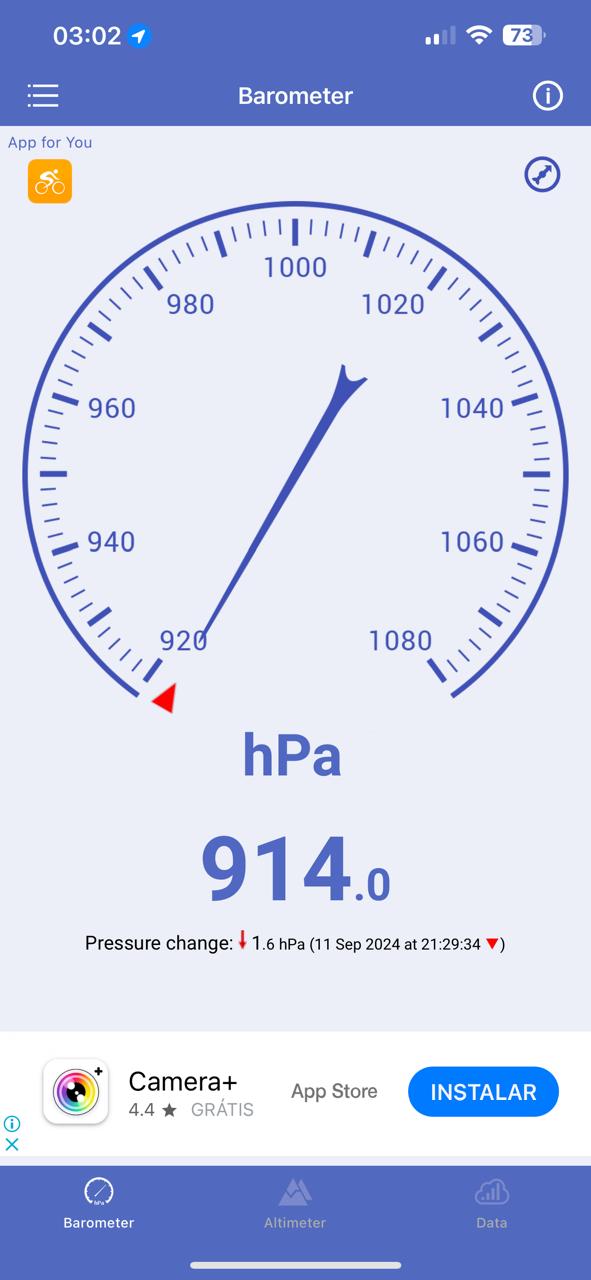 03:02
73
Barometer
App for You
1000
980
1020
960
1040
940
1060
920
1080
hPa
914.0
Pressure change: 1.6 hPa (11 Sep 2024 at 21:29:34 ▼)
Camera+
4.4 ★ GRÁTIS
App Store
INSTALAR
hPa
Barometer
Altimeter
Data